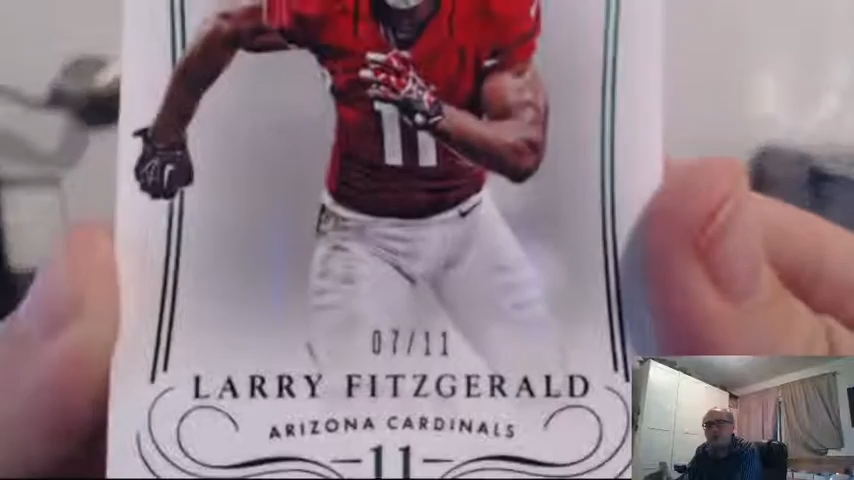 11
07/11
LARRY FITZGERALD
ARIZONA CARDINALS
11